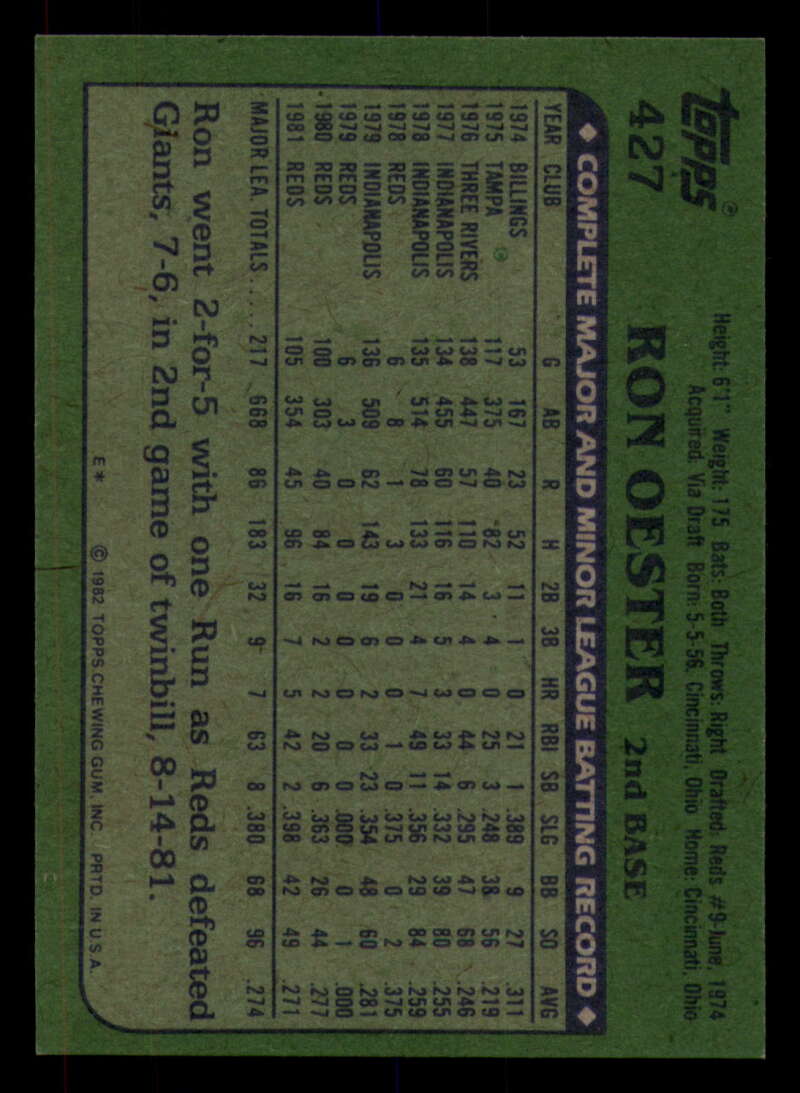 Topps®
427
Height: 6'1" Weight: 175 Bats: Both Throws: Right Drafted: Reds #9-June, 1974
Acquired: Via Draft Born: 5-5-56, Cincinnati, Ohio Home: Cincinnati, Ohio
RON OESTER 2nd BASE
◆ COMPLETE MAJOR AND MINOR LEAGUE BATTING RECORD ◆
YEAR CLUB G AB R H 2B 3B HR RBI SB SLG BB SO AVG
1974 BILLINGS 53 167 23 52 11 1 0 21 1 .389 9 27 .311
1975 TAMPA 117 375 40 82 3 4 0 25 3 .248 38 56 .219
1976 THREE RIVERS 138 447 57 110 14 4 0 44 6 .295 47 68 .246
1977 INDIANAPOLIS 134 455 60 116 16 5 3 33 14 .332 39 80 .255
1978 INDIANAPOLIS 135 514 78 133 21 4 7 49 11 .356 29 84 .259
1978 REDS 6 8 1 3 0 0 0 1 0 .375 0 2 .375
1979 INDIANAPOLIS 136 509 62 143 19 6 2 33 23 .354 48 60 .281
1979 REDS 6 3 0 0 0 0 0 0 0 .000 0 1 .000
1980 REDS 100 303 40 84 16 2 2 20 6 .363 26 44 .277
1981 REDS 105 354 45 96 16 7 5 42 2 .398 42 49 .271
MAJOR LEA. TOTALS..... 217 668 86 183 32 9 7 63 8 .380 68 96 .274
Ron went 2-for-5 with one Run as Reds defeated
Giants, 7-6, in 2nd game of twinbill, 8-14-81.
E* © 1982 TOPPS CHEWING GUM, INC. PRTD. IN U.S.A.